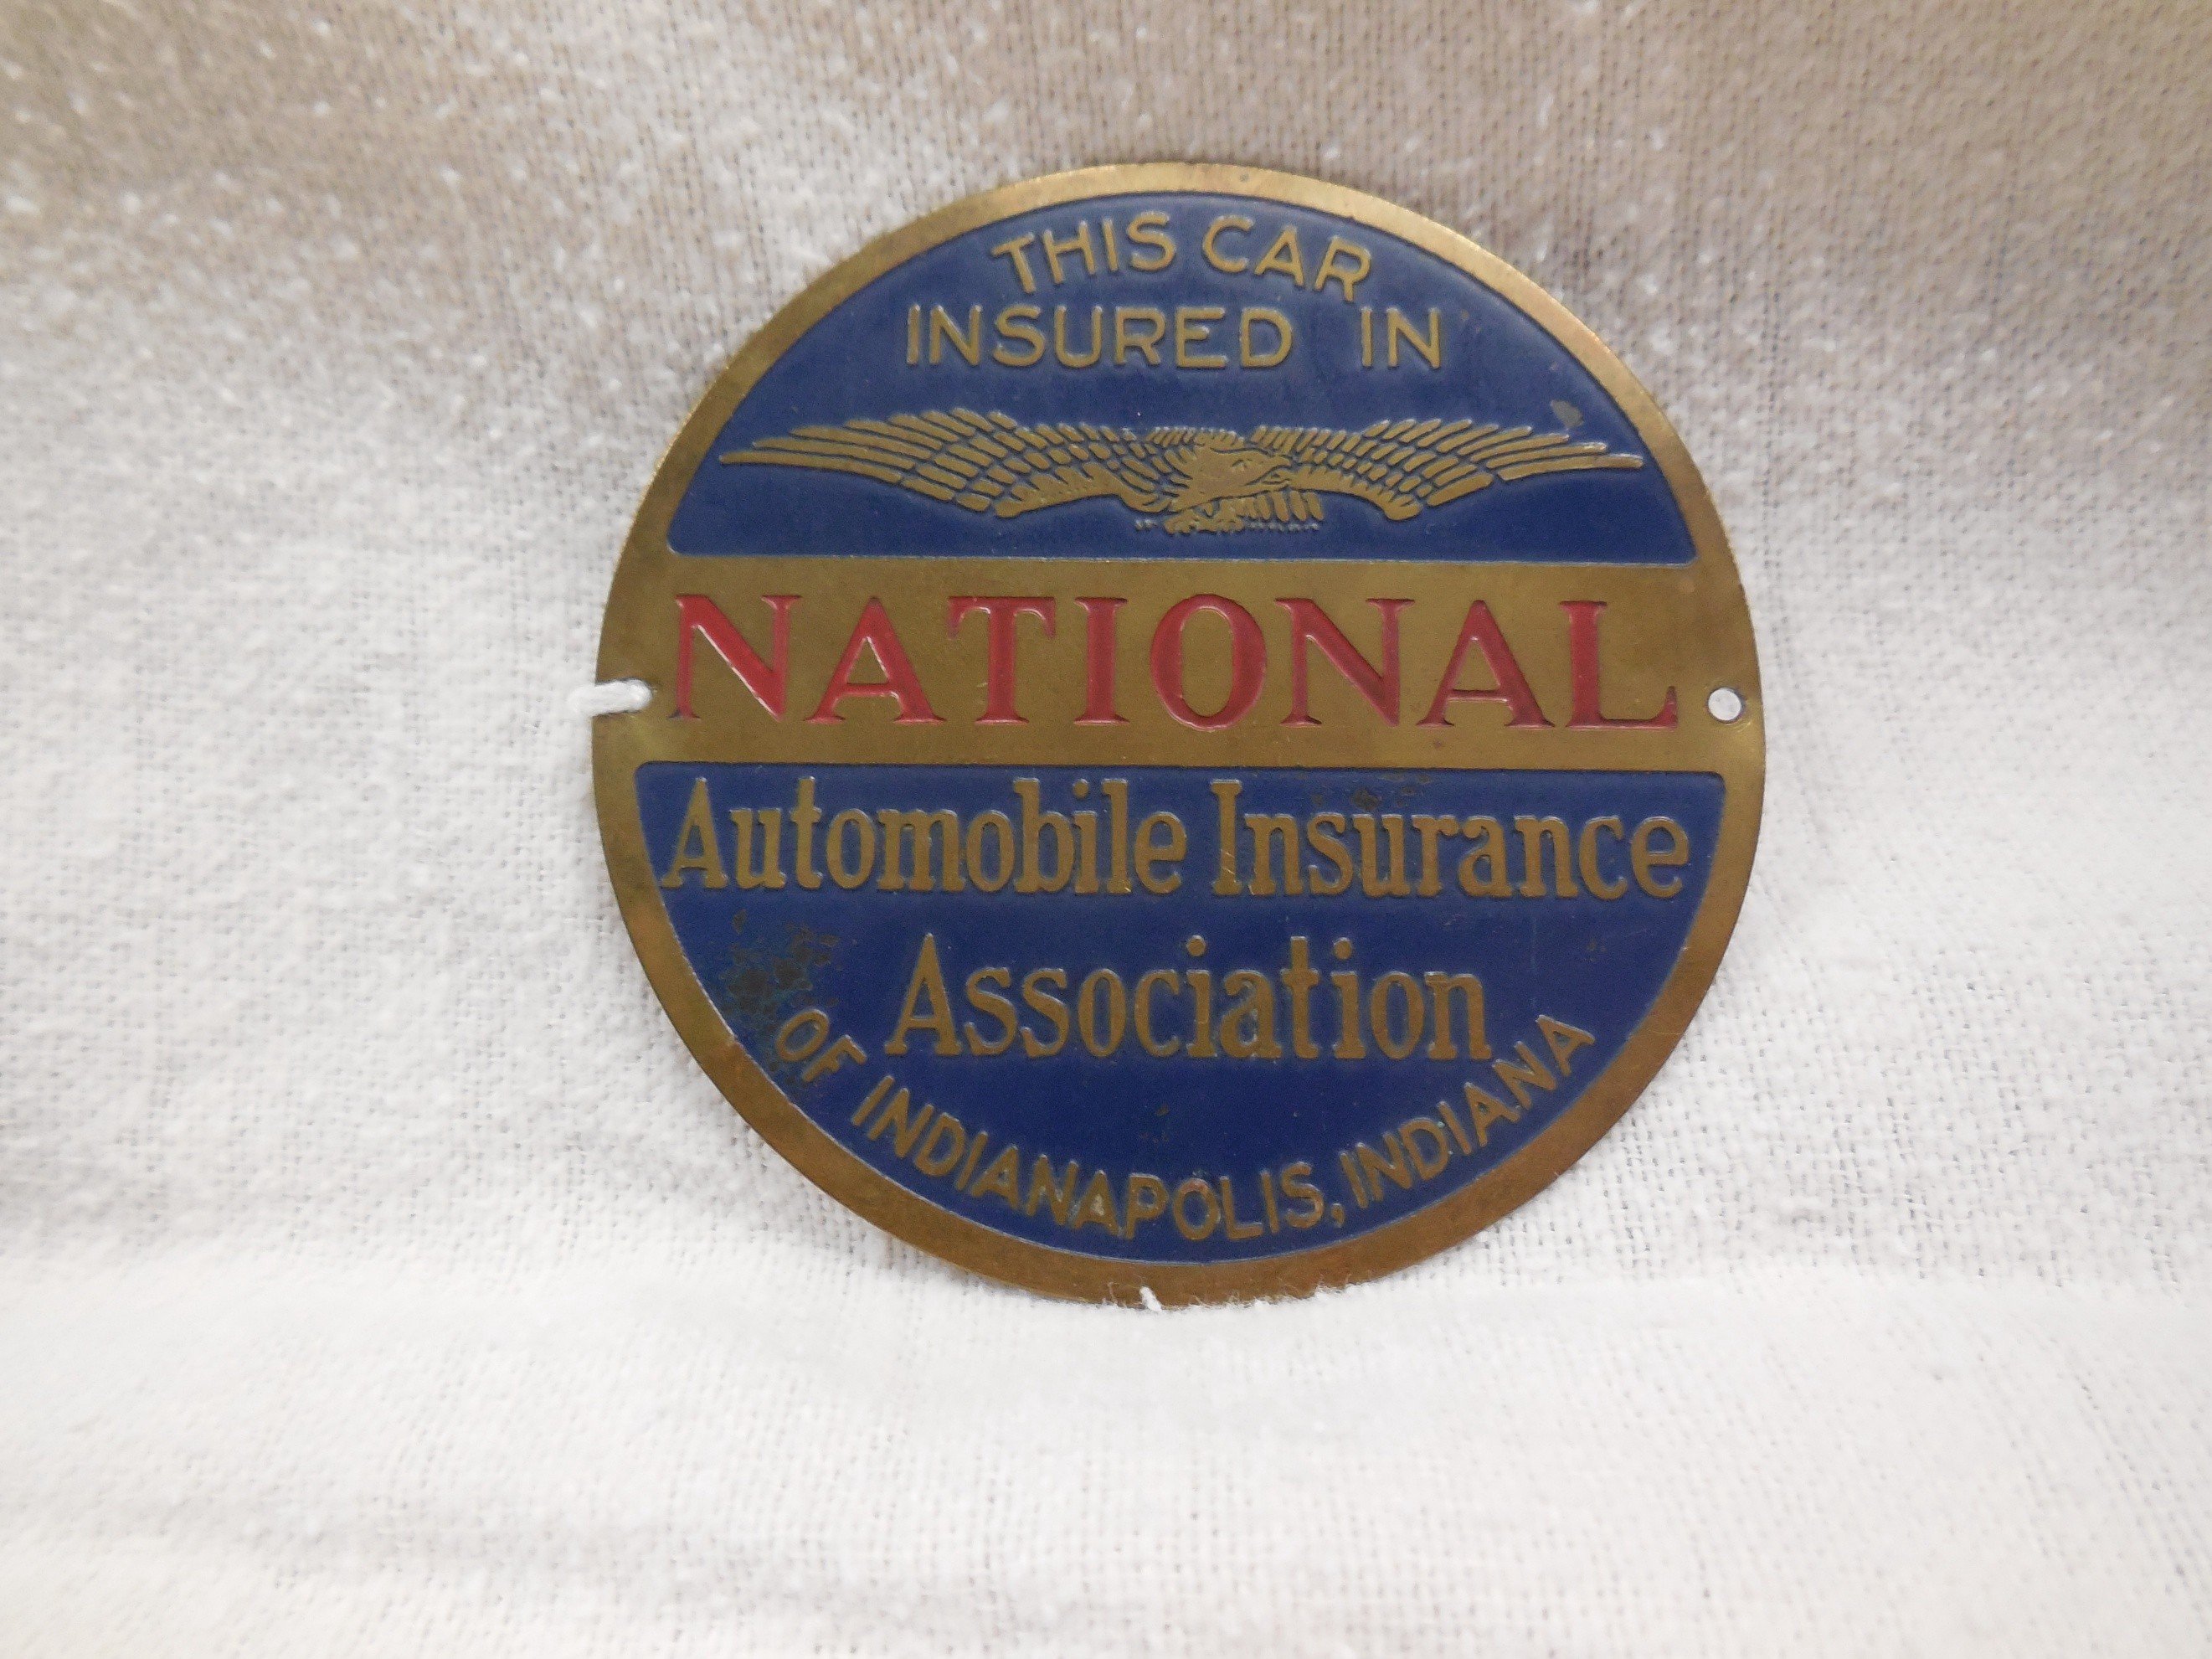 THIS CAR
INSURED IN
NATIONAL
Automobile Insurance
Association
OF INDIANAPOLIS, INDIANA